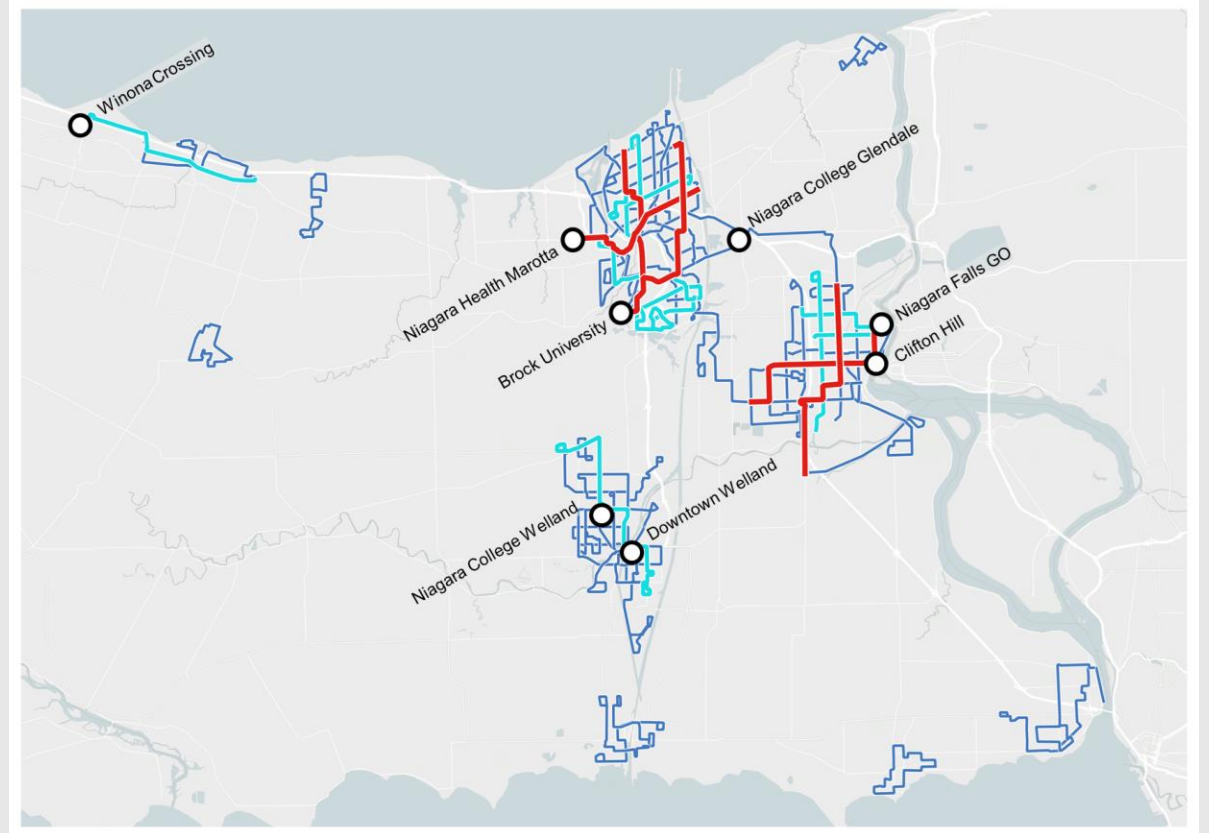 Winona Crossing
Niagara College Glendale
Niagara Health Marotta
Niagara Falls GO
Brock University
Clifton Hill
Niagara College Welland
Downtown Welland